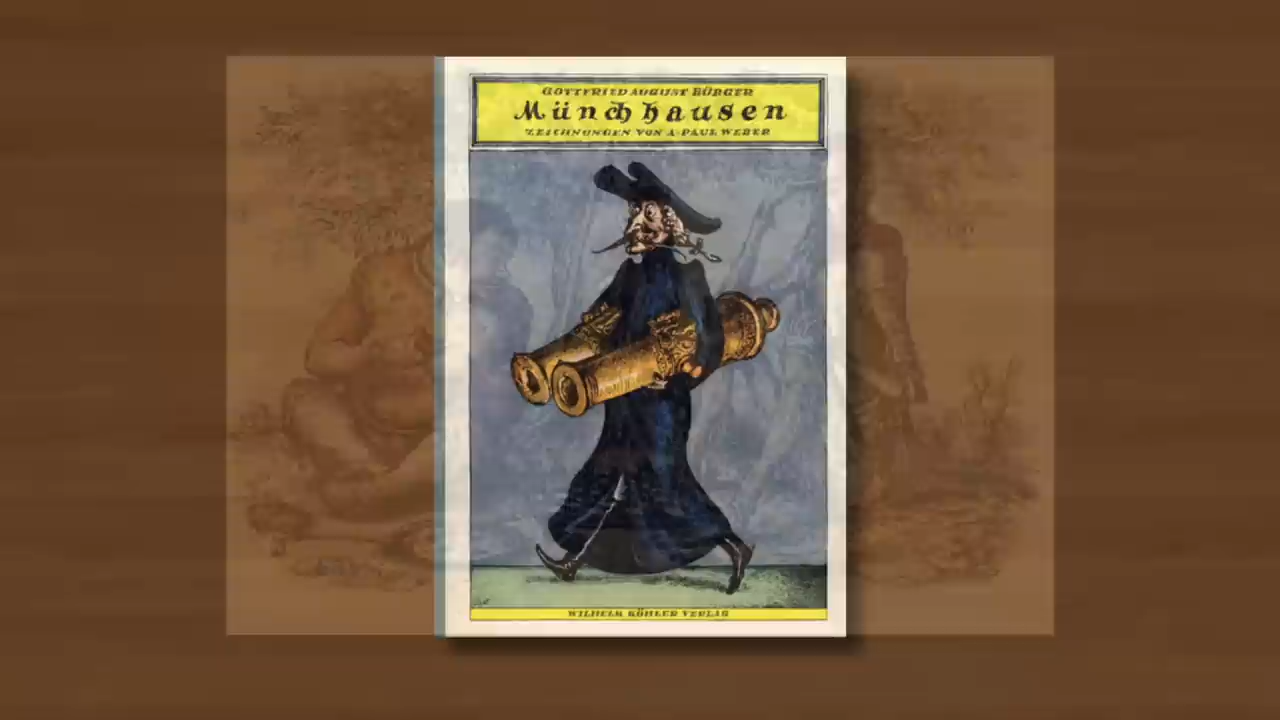 GOTTFRIED AUGUST BÜRGER
Münchhausen
ZEICHNUNGEN VON A. PAUL WEBER
WILHELM KÖHLER VERLAG